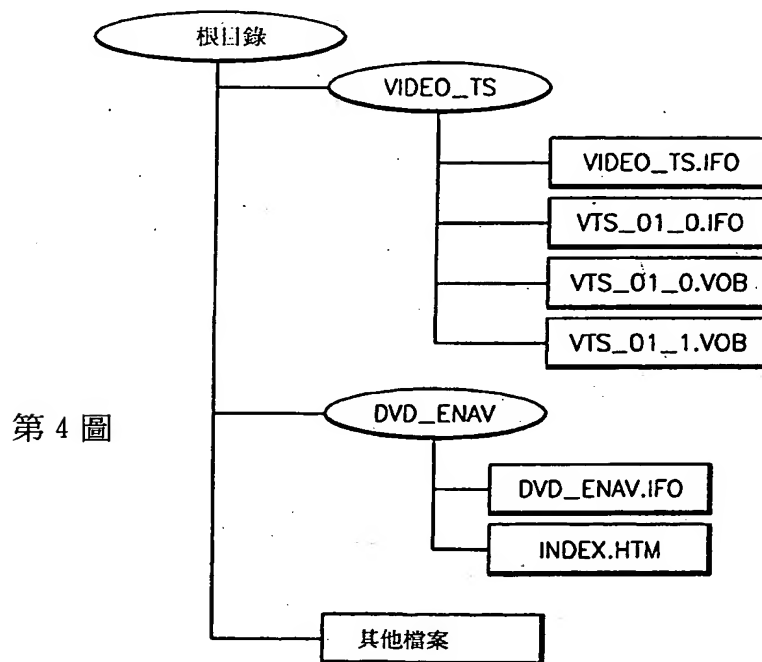 根目錄
VIDEO_TS
VIDEO_TS.IFO
VTS_01_0.IFO
VTS_01_0.VOB
VTS_01_1.VOB
第 4 圖
DVD_ENAV
DVD_ENAV.IFO
INDEX.HTM
其他檔案